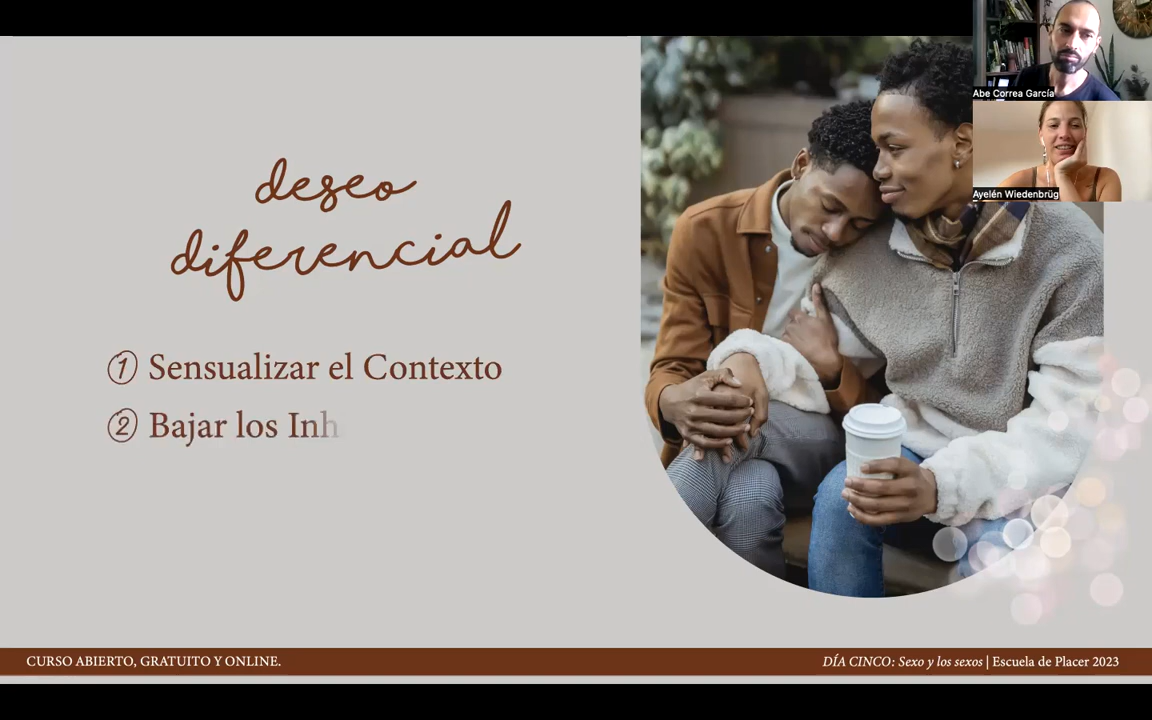 Abe Correa García
Ayelén Wiedenbrüg
deseo
diferencial
1 Sensualizar el Contexto
2 Bajar los Inh
CURSO ABIERTO, GRATUITO Y ONLINE.
DÍA CINCO: Sexo y los sexos | Escuela de Placer 2023